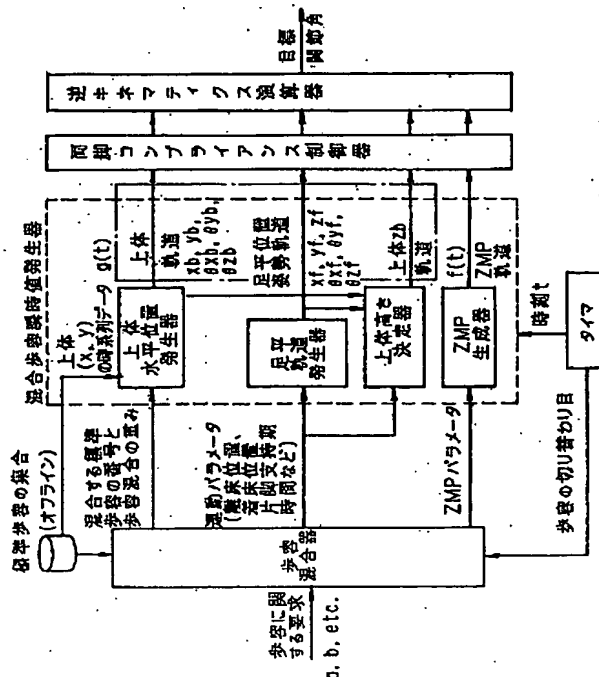 標準歩容の集合
(オフライン)
歩容に関
する要求
a, b, etc.
歩容
混合器
混合する標準
歩容の番号と
歩容混合の重み
運動パラメータ
(離床位置、
着床位置
片脚支持期
時間など)
ZMPパラメータ
歩容の切り替わり目
タイマ
時刻t
混合歩容瞬時値発生器
上体
(x, y)
の時系列データ
上体
水平位置
発生器
足平
軌道
発生器
上体高さ
決定器
ZMP
生成器
g(t)
上体
軌道
xb, yb,
θxb, θyb,
θzb
足平位置
姿勢軌道
xf, yf, zf
θxf, θyf,
θzf
上体zb
軌道
f(t)
ZMP
軌道
両脚コンプライアンス制御器
逆キネマティクス演算器
目標
関節角